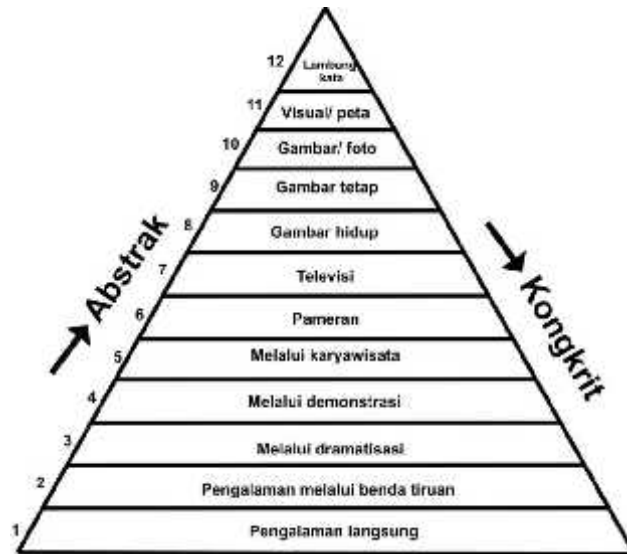 12
Lambung
kata
11
Visual/ peta
10
Gambar/ foto
9
Gambar tetap
8
Gambar hidup
7
Televisi
6
Pameran
5
Melalui karyawisata
4
Melalui demonstrasi
3
Melalui dramatisasi
2
Pengalaman melalui benda tiruan
1
Pengalaman langsung
Abstrak
Kongkrit